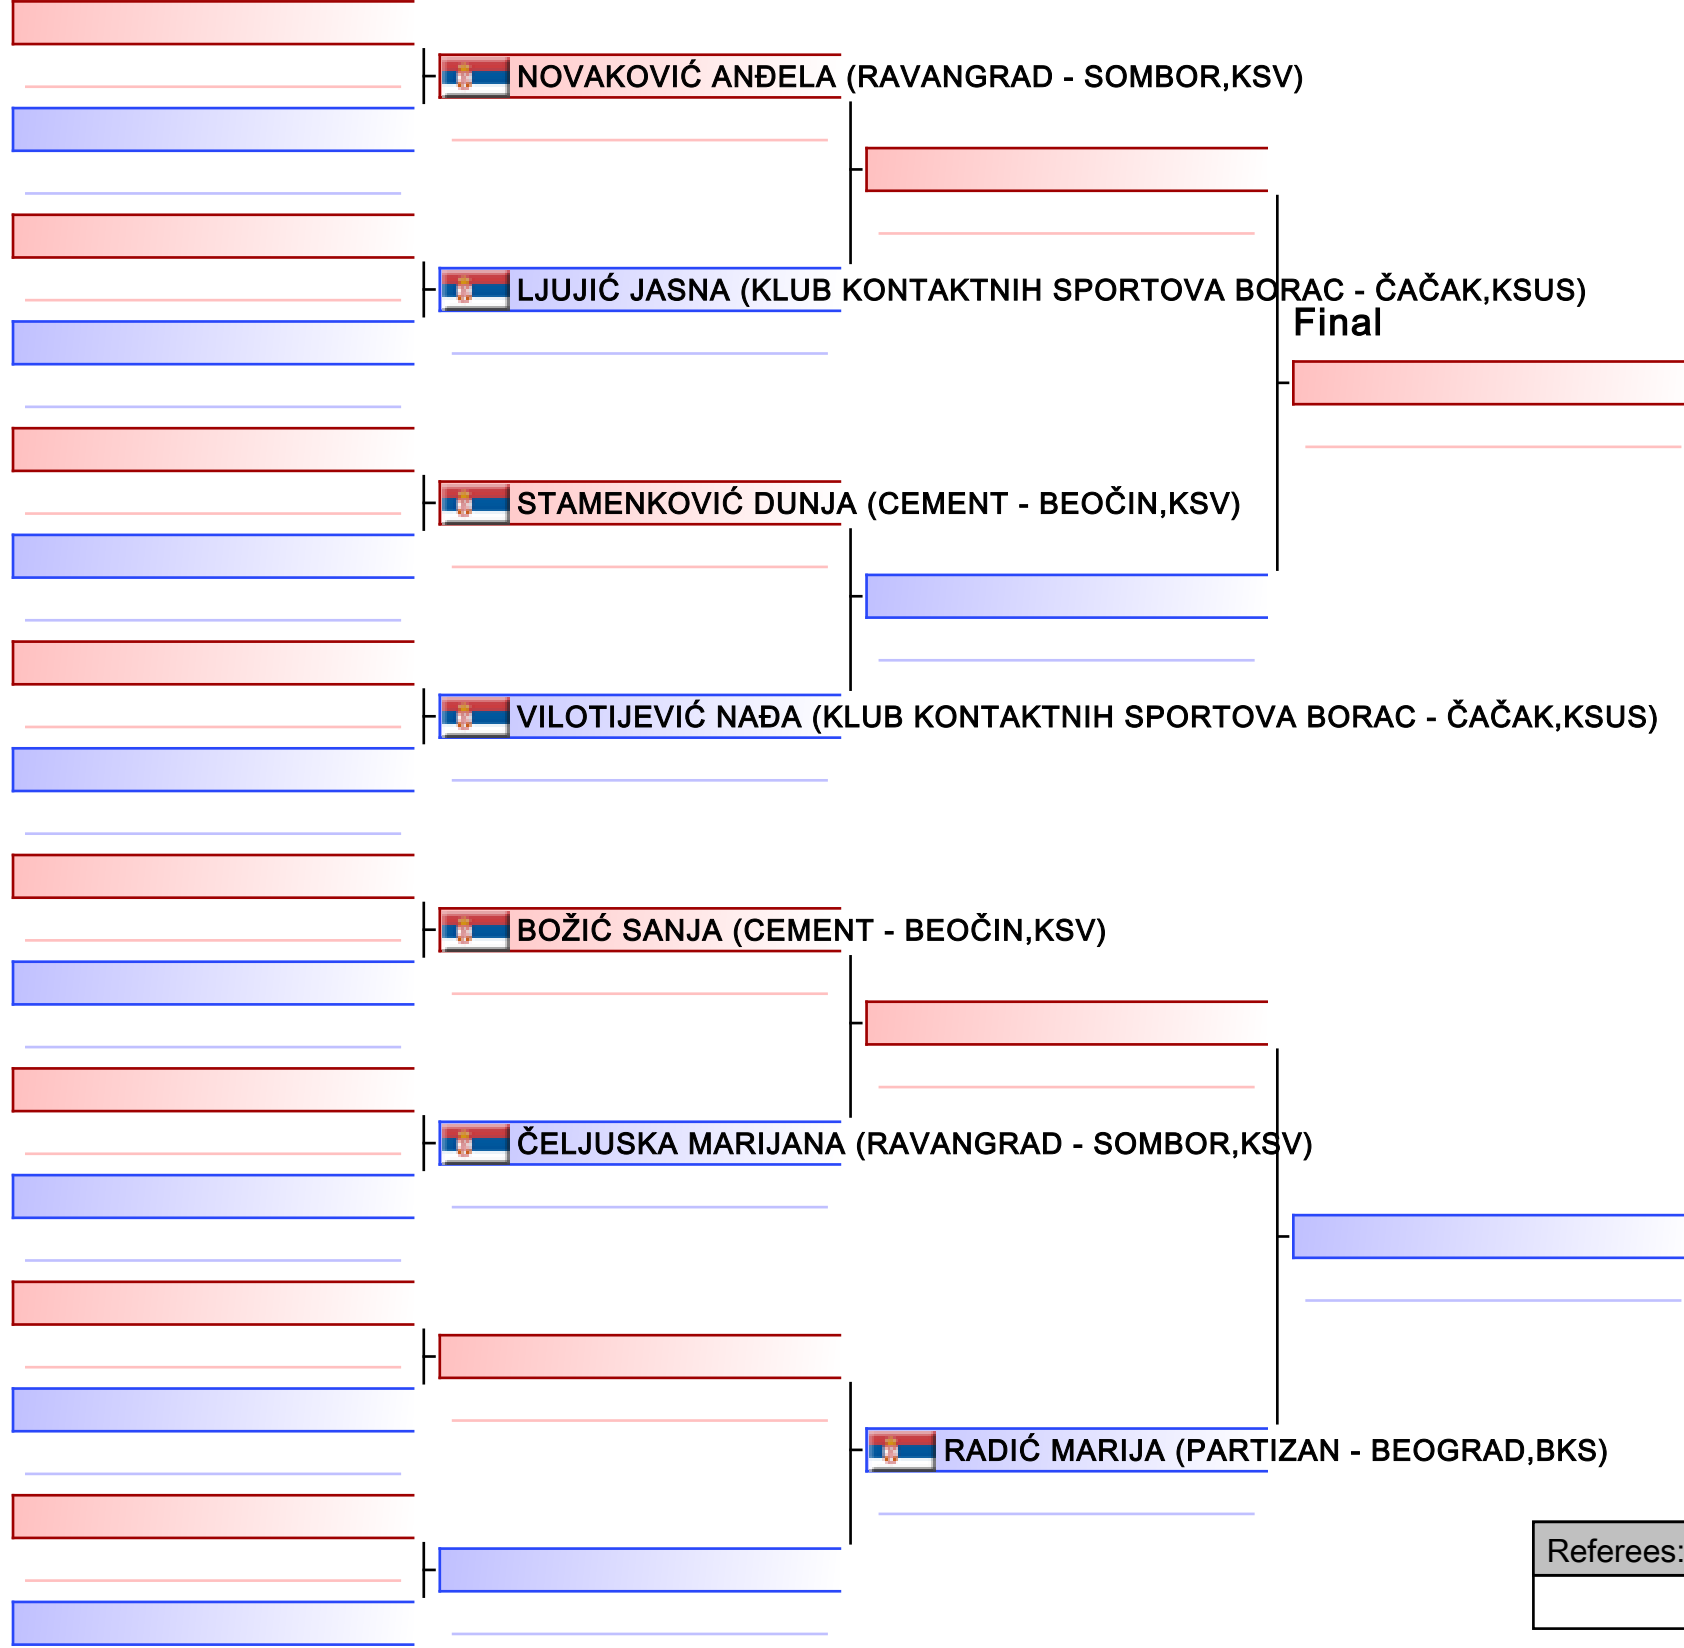 NOVAKOVIĆ ANĐELA (RAVANGRAD - SOMBOR,KSV)
LJUJIĆ JASNA (KLUB KONTAKTNIH SPORTOVA BORAC - ČAČAK,KSUS)
Final
STAMENKOVIĆ DUNJA (CEMENT - BEOČIN,KSV)
VILOTIJEVIĆ NAĐA (KLUB KONTAKTNIH SPORTOVA BORAC - ČAČAK,KSUS)
BOŽIĆ SANJA (CEMENT - BEOČIN,KSV)
ČELJUSKA MARIJANA (RAVANGRAD - SOMBOR,KSV)
RADIĆ MARIJA (PARTIZAN - BEOGRAD,BKS)
Referees: